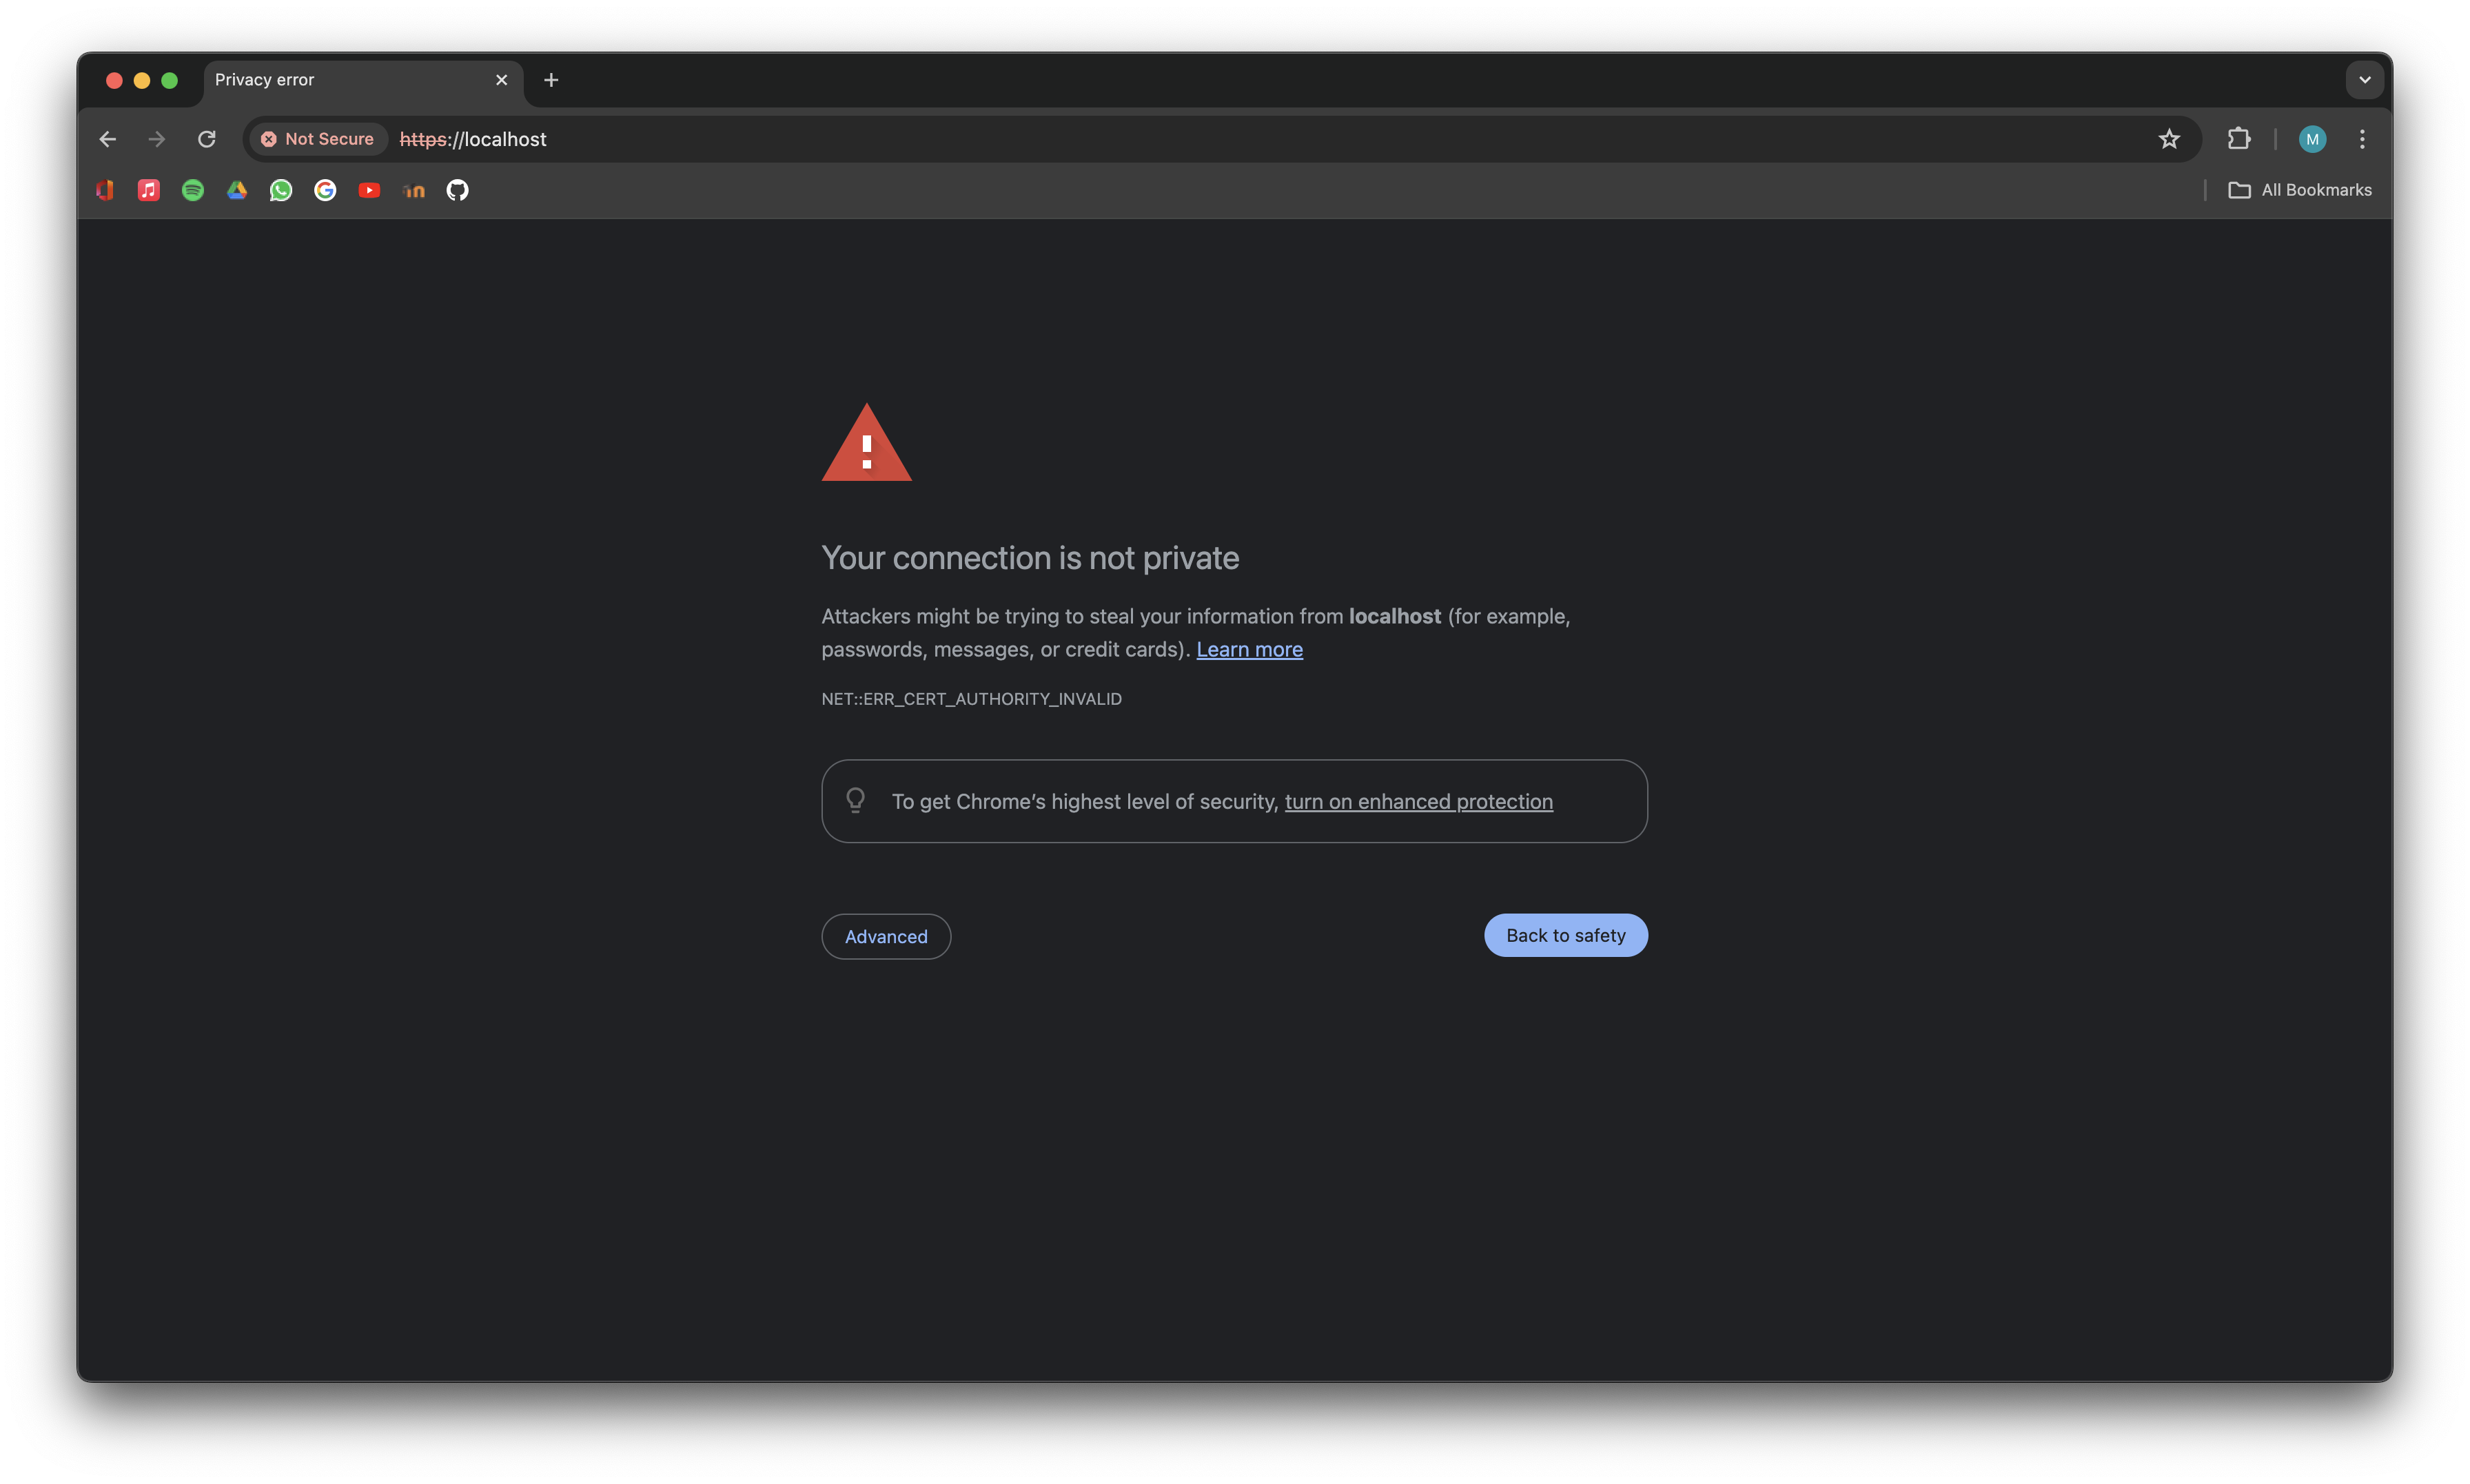 Privacy error
Not Secure https://localhost
M
All Bookmarks
Your connection is not private
Attackers might be trying to steal your information from localhost (for example,
passwords, messages, or credit cards). Learn more
NET::ERR_CERT_AUTHORITY_INVALID
To get Chrome’s highest level of security, turn on enhanced protection
Advanced
Back to safety